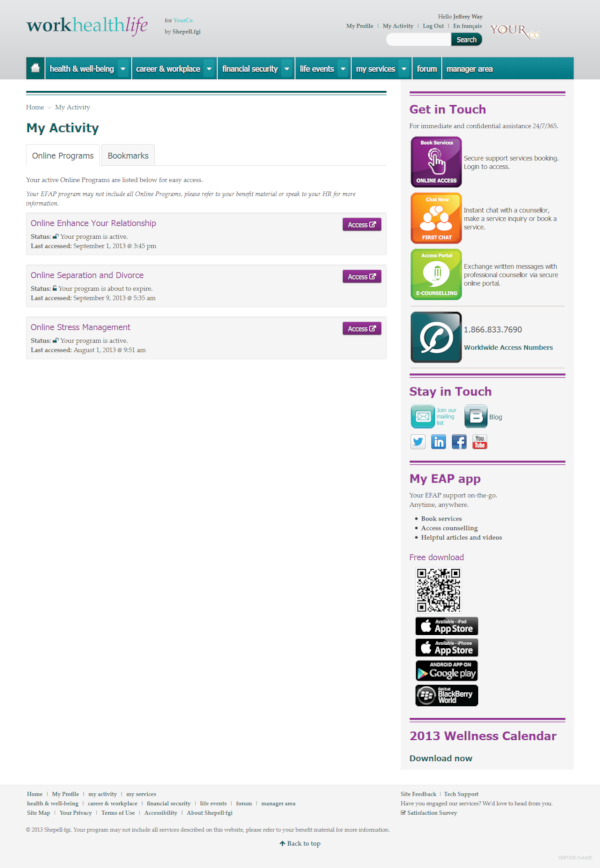 workhealthlife
for YourCo
by Shepell·fgi
Hello Jeffery Way
My Profile | My Activity | Log Out | En français
Search
YOUR
CO
health & well-being
career & workplace
financial security
life events
my services
forum
manager area
Home - My Activity
My Activity
Online Programs
Bookmarks
Your active Online Programs are listed below for easy access.
Your EFAP program may not include all Online Programs, please refer to your benefit material or speak to your HR for more
information.
Online Enhance Your Relationship
Access
Status: Your program is active.
Last accessed: September 1, 2013 @ 3:45 pm
Online Separation and Divorce
Access
Status: Your program is about to expire.
Last accessed: September 9, 2013 @ 5:35 am
Online Stress Management
Access
Status: Your program is active.
Last accessed: August 1, 2013 @ 9:51 am
Get in Touch
For immediate and confidential assistance 24/7/365.
Book Services
ONLINE ACCESS
Secure support services booking.
Login to access.
Chat Now
FIRST CHAT
Instant chat with a counsellor,
make a service inquiry or book a
service.
Access Portal
E-COUNSELLING
Exchange written messages with
professional counsellor via secure
online portal.
1.866.833.7690
Worldwide Access Numbers
Stay in Touch
Join our
mailing
list
Blog
You
Tube
My EAP app
Your EFAP support on-the-go.
Anytime, anywhere.
• Book services
• Access counselling
• Helpful articles and videos
Free download
Available - iPad
App Store
Available - iPhone
App Store
ANDROID APP ON
Google play
BlackBerry
World
2013 Wellness Calendar
Download now
Home | My Profile | my activity | my services
health & well-being | career & workplace | financial security | life events | forum | manager area
Site Map | Your Privacy | Terms of Use | Accessibility | About Shepell·fgi
Site Feedback | Tech Support
Have you engaged our services? We'd love to hear from you.
Satisfaction Survey
© 2013 Shepell·fgi. Your program may not include all services described on this website, please refer to your benefit material for more information.
Back to top